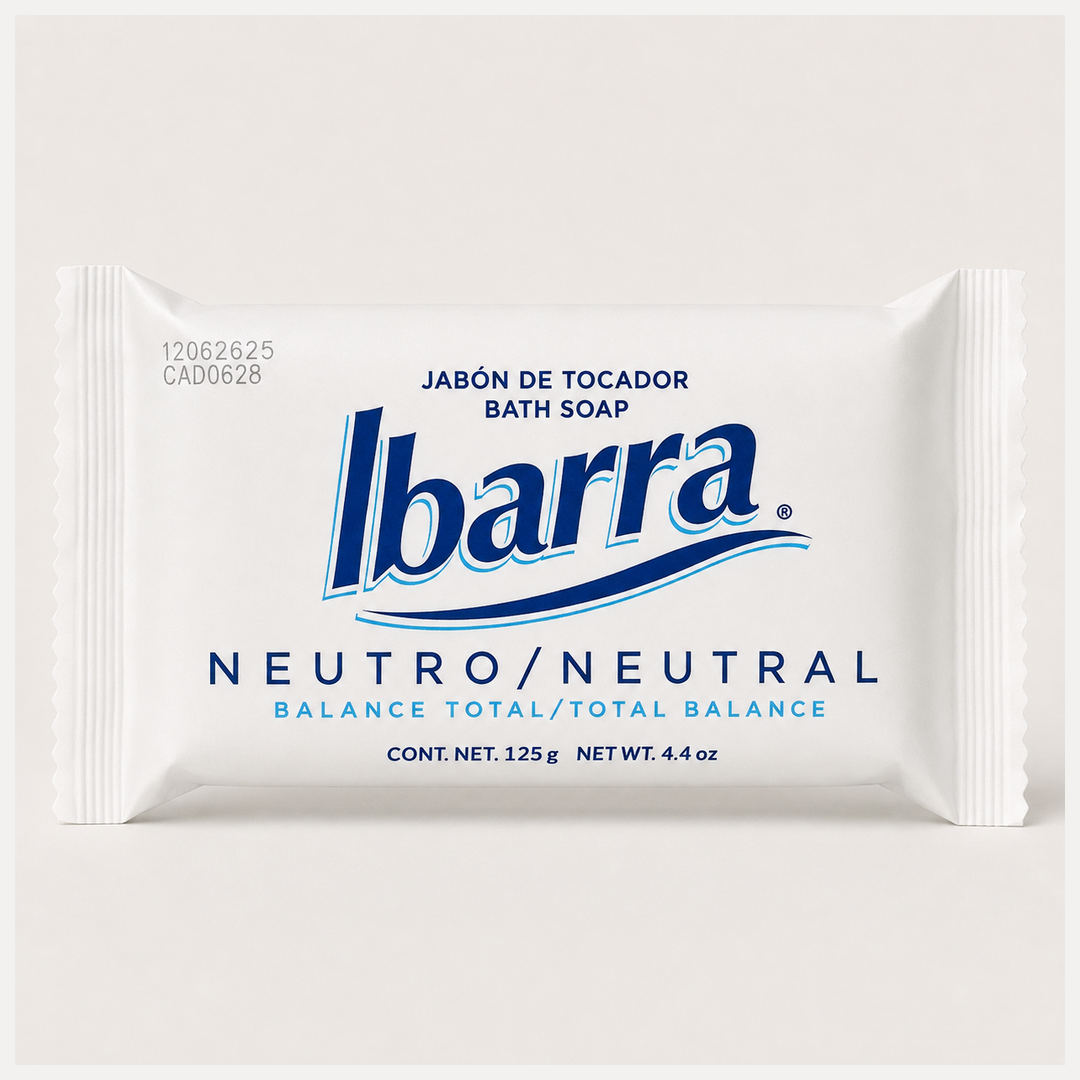 12062625
CAD0628
JABÓN DE TOCADOR
BATH SOAP
Ibarra®
NEUTRO/NEUTRAL
BALANCE TOTAL/TOTAL BALANCE
CONT. NET. 125 g NET WT. 4.4 oz